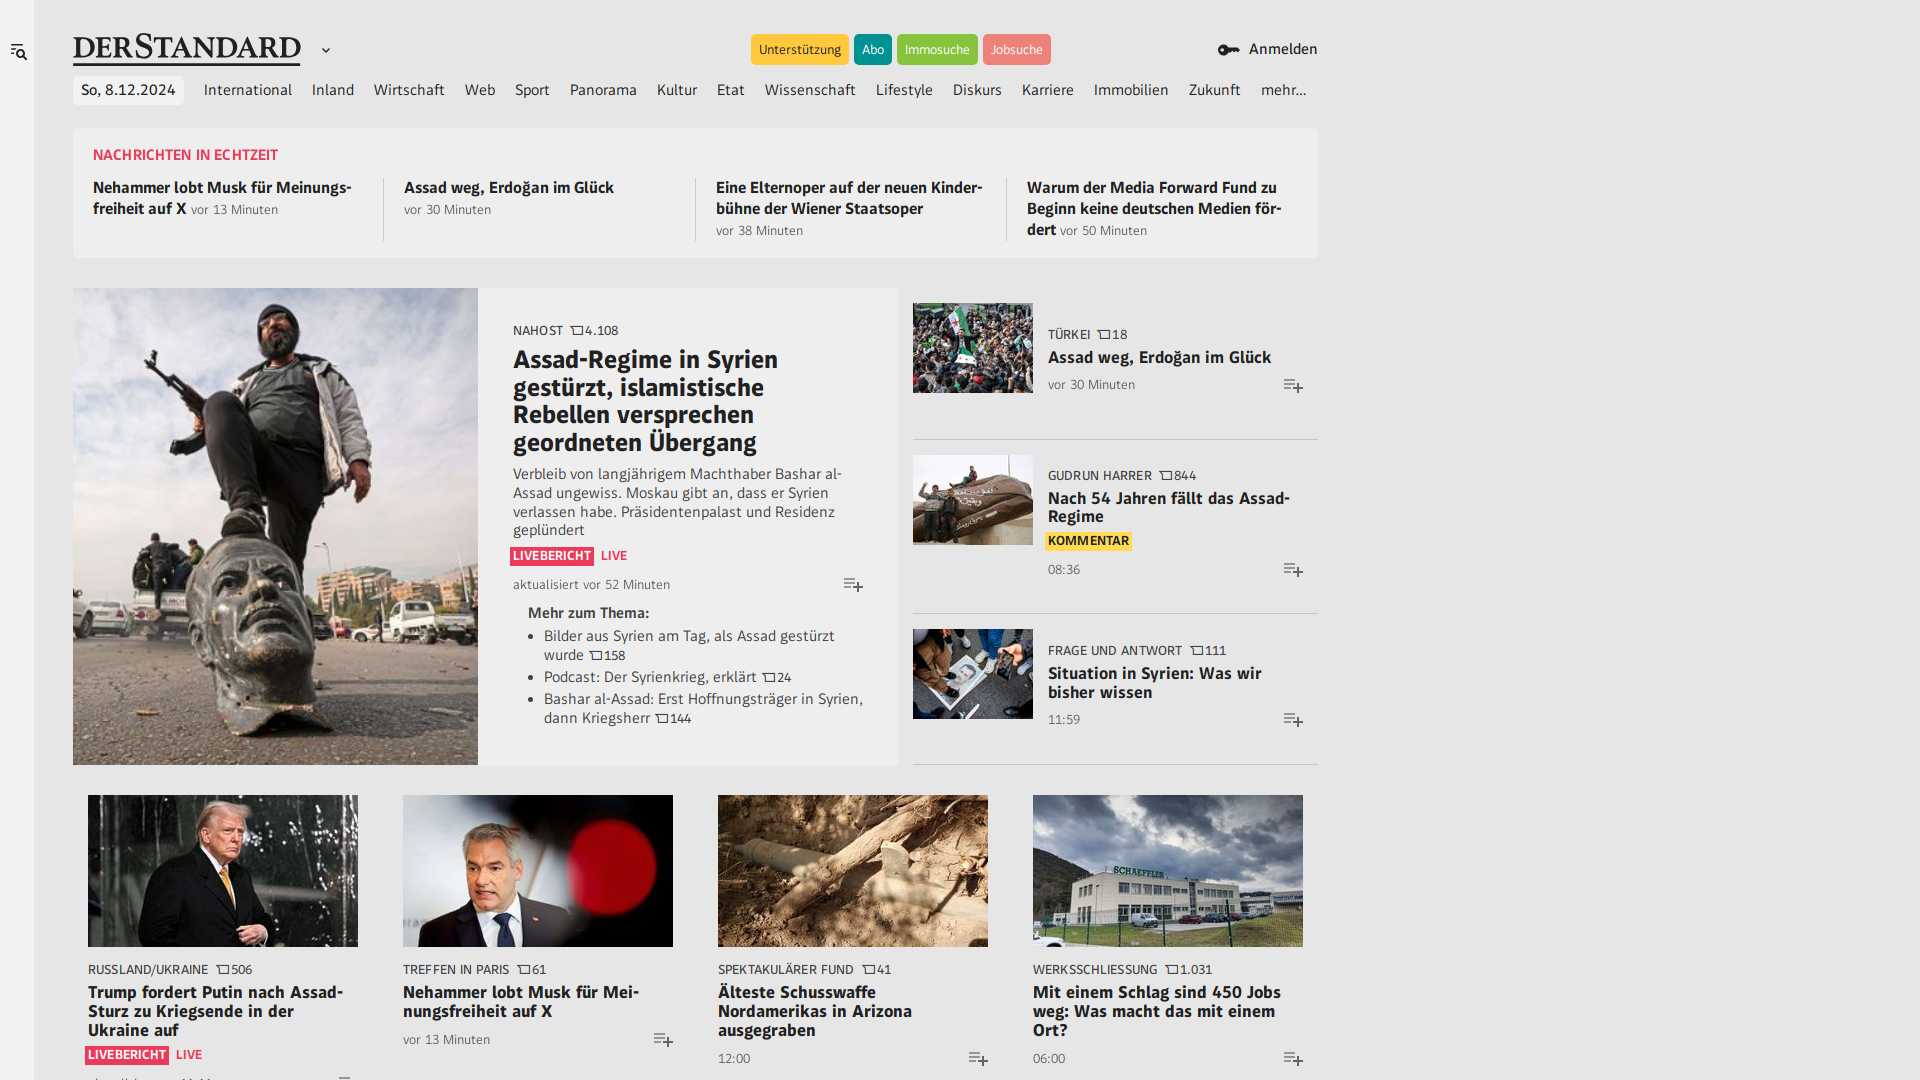 DERSTANDARD
Unterstützung
Abo
Immosuche
Jobsuche
Anmelden
So, 8.12.2024
International
Inland
Wirtschaft
Web
Sport
Panorama
Kultur
Etat
Wissenschaft
Lifestyle
Diskurs
Karriere
Immobilien
Zukunft
mehr...
NACHRICHTEN IN ECHTZEIT
Nehammer lobt Musk für Meinungs-
freiheit auf X vor 13 Minuten
Assad weg, Erdoğan im Glück
vor 30 Minuten
Eine Elternoper auf der neuen Kinder-
bühne der Wiener Staatsoper
vor 38 Minuten
Warum der Media Forward Fund zu
Beginn keine deutschen Medien för-
dert vor 50 Minuten
NAHOST 4.108
Assad-Regime in Syrien
gestürzt, islamistische
Rebellen versprechen
geordneten Übergang
Verbleib von langjährigem Machthaber Bashar al-
Assad ungewiss. Moskau gibt an, dass er Syrien
verlassen habe. Präsidentenpalast und Residenz
geplündert
LIVEBERICHT LIVE
aktualisiert vor 52 Minuten
Mehr zum Thema:
Bilder aus Syrien am Tag, als Assad gestürzt
wurde 158
Podcast: Der Syrienkrieg, erklärt 24
Bashar al-Assad: Erst Hoffnungsträger in Syrien,
dann Kriegsherr 144
TÜRKEI 18
Assad weg, Erdoğan im Glück
vor 30 Minuten
GUDRUN HARRER 844
Nach 54 Jahren fällt das Assad-
Regime
KOMMENTAR
08:36
FRAGE UND ANTWORT 111
Situation in Syrien: Was wir
bisher wissen
11:59
RUSSLAND/UKRAINE 506
Trump fordert Putin nach Assad-
Sturz zu Kriegsende in der
Ukraine auf
LIVEBERICHT LIVE
TREFFEN IN PARIS 61
Nehammer lobt Musk für Mei-
nungsfreiheit auf X
vor 13 Minuten
SPEKTAKULÄRER FUND 41
Älteste Schusswaffe
Nordamerikas in Arizona
ausgegraben
12:00
SCHAEFFLER
WERKSSCHLIESSUNG 1.031
Mit einem Schlag sind 450 Jobs
weg: Was macht das mit einem
Ort?
06:00